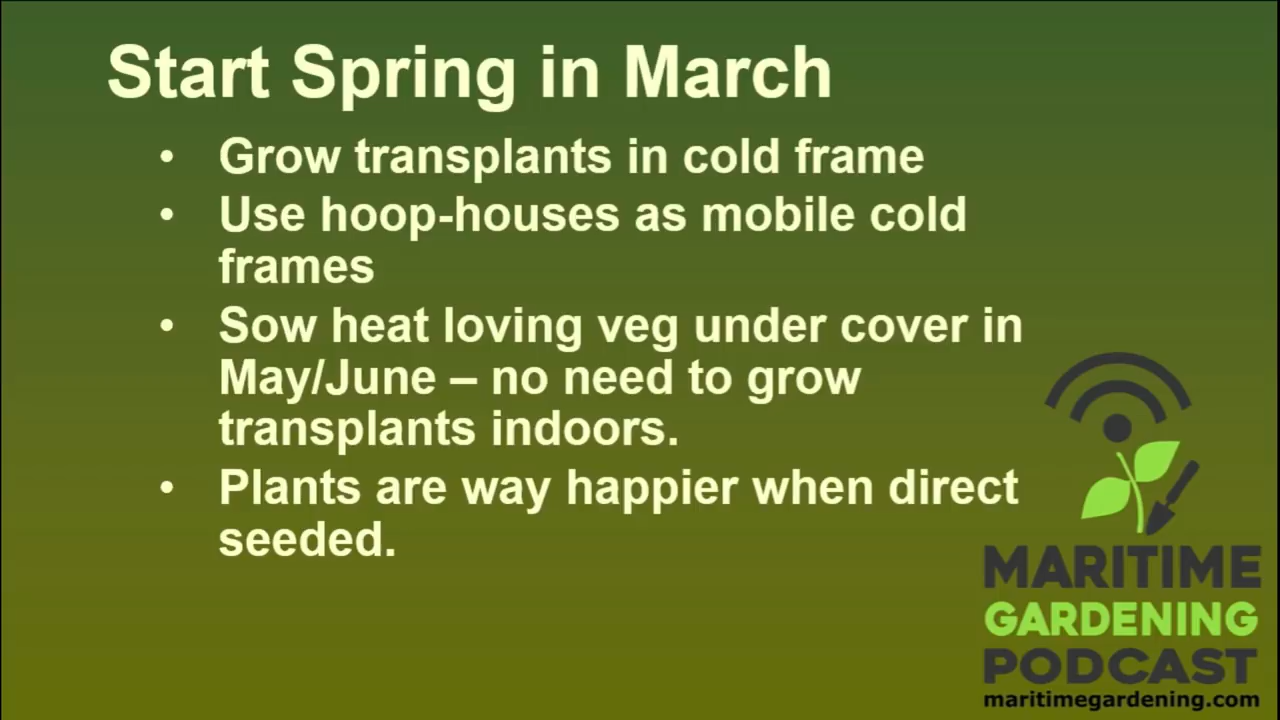 Start Spring in March
• Grow transplants in cold frame
• Use hoop-houses as mobile cold
frames
• Sow heat loving veg under cover in
May/June – no need to grow
transplants indoors.
• Plants are way happier when direct
seeded.
MARITIME
GARDENING
PODCAST
maritimegardening.com